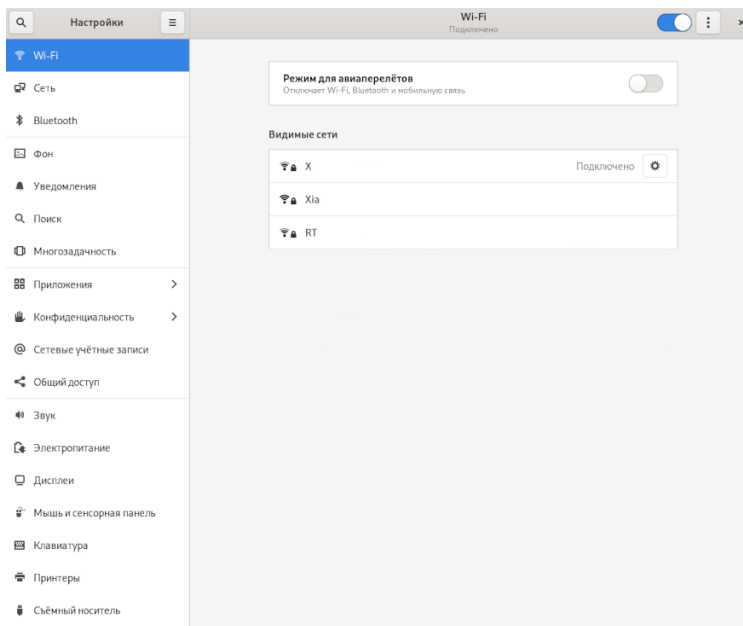 Настройки
Wi-Fi
Подключено
Wi-Fi
Сеть
Bluetooth
Фон
Уведомления
Поиск
Многозадачность
Приложения
Конфиденциальность
Сетевые учётные записи
Общий доступ
Звук
Электропитание
Дисплеи
Мышь и сенсорная панель
Клавиатура
Принтеры
Съёмный носитель
Режим для авиаперелётов
Отключает Wi-Fi, Bluetooth и мобильную связь
Видимые сети
X Подключено
Xia
RT